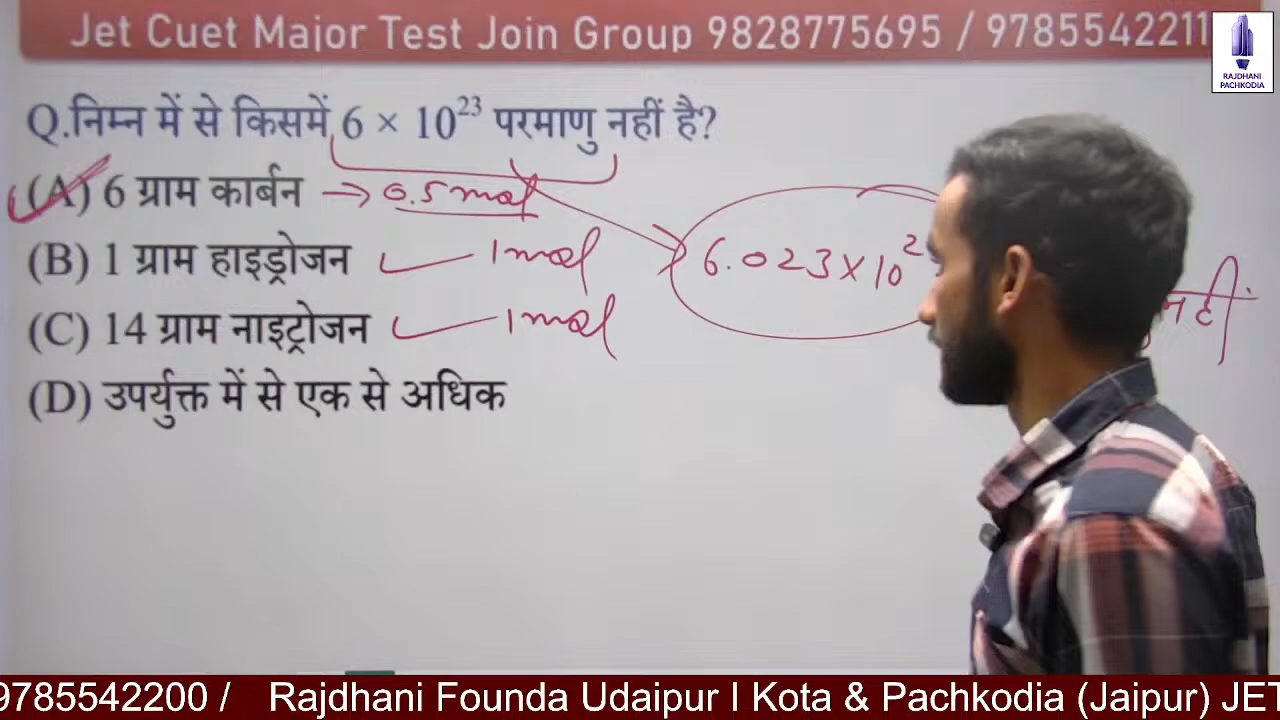 Jet Cuet Major Test Join Group 9828775695 / 9785542211
RAJDHANI
PACHKODIA
Q.निम्न में से किसमें 6 × 10²³ परमाणु नहीं है?
(A) 6 ग्राम कार्बन → 0.5 mol
(B) 1 ग्राम हाइड्रोजन 1 mol
6.023×10²
(C) 14 ग्राम नाइट्रोजन 1 mol
नहीं
(D) उपर्युक्त में से एक से अधिक
9785542200 / Rajdhani Founda Udaipur l Kota & Pachkodia (Jaipur) JET